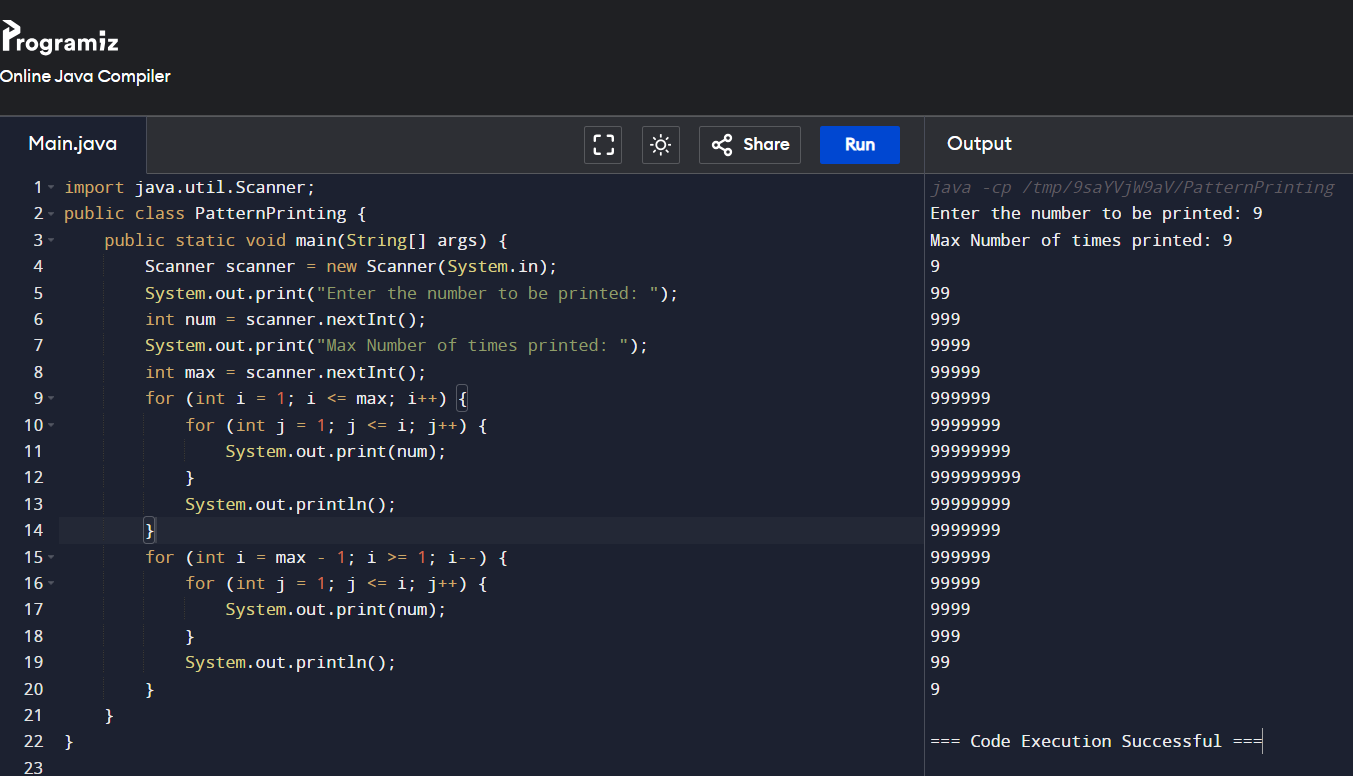 Programiz
Online Java Compiler
Main.java
Share
Run
Output
1 import java.util.Scanner;
2 public class PatternPrinting {
3     public static void main(String[] args) {
4         Scanner scanner = new Scanner(System.in);
5         System.out.print("Enter the number to be printed: ");
6         int num = scanner.nextInt();
7         System.out.print("Max Number of times printed: ");
8         int max = scanner.nextInt();
9         for (int i = 1; i <= max; i++) {
10             for (int j = 1; j <= i; j++) {
11                 System.out.print(num);
12             }
13             System.out.println();
14         }
15         for (int i = max - 1; i >= 1; i--) {
16             for (int j = 1; j <= i; j++) {
17                 System.out.print(num);
18             }
19             System.out.println();
20         }
21     }
22 }
23
java -cp /tmp/9saYVjW9aV/PatternPrinting
Enter the number to be printed: 9
Max Number of times printed: 9
9
99
999
9999
99999
999999
9999999
99999999
999999999
99999999
9999999
999999
99999
9999
999
99
9
=== Code Execution Successful ===